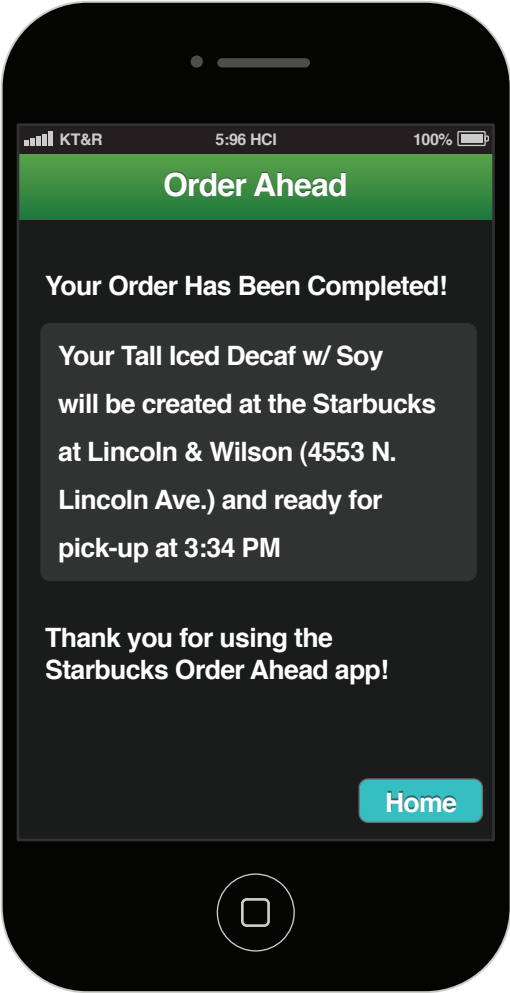 KT&R 5:96 HCI 100%
Order Ahead
Your Order Has Been Completed!
Your Tall Iced Decaf w/ Soy
will be created at the Starbucks
at Lincoln & Wilson (4553 N.
Lincoln Ave.) and ready for
pick-up at 3:34 PM
Thank you for using the
Starbucks Order Ahead app!
Home